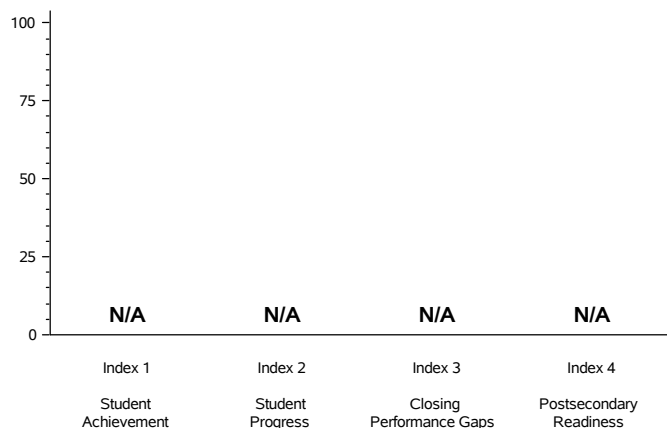 100
75
50
25
0
N/A N/A N/A N/A
Index 1 Index 2 Index 3 Index 4
Student Student Closing Postsecondary
Achievement Progress Performance Gaps Readiness